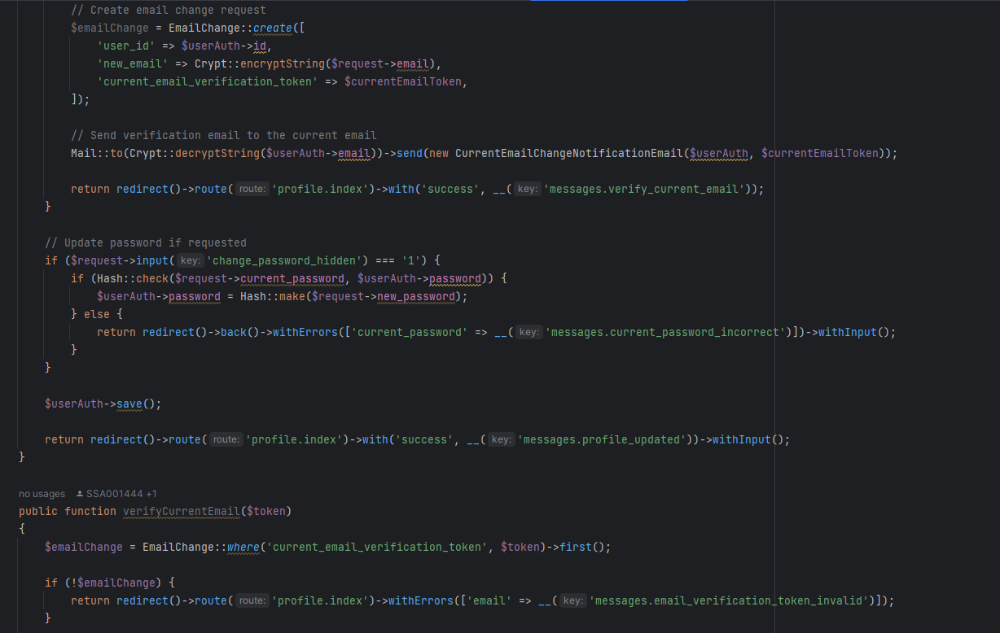 // Create email change request
$emailChange = EmailChange::create([
'user_id' => $userAuth->id,
'new_email' => Crypt::encryptString($request->email),
'current_email_verification_token' => $currentEmailToken,
]);
// Send verification email to the current email
Mail::to(Crypt::decryptString($userAuth->email))->send(new CurrentEmailChangeNotificationEmail($userAuth, $currentEmailToken));
return redirect()->route( route: 'profile.index')->with('success', __( key: 'messages.verify_current_email'));
}
// Update password if requested
if ($request->input( key: 'change_password_hidden') === '1') {
if (Hash::check($request->current_password, $userAuth->password)) {
$userAuth->password = Hash::make($request->new_password);
} else {
return redirect()->back()->withErrors(['current_password' => __( key: 'messages.current_password_incorrect')])->withInput();
}
}
$userAuth->save();
return redirect()->route( route: 'profile.index')->with('success', __( key: 'messages.profile_updated'))->withInput();
}
no usages SSA001444 +1
public function verifyCurrentEmail($token)
{
$emailChange = EmailChange::where('current_email_verification_token', $token)->first();
if (!$emailChange) {
return redirect()->route( route: 'profile.index')->withErrors(['email' => __( key: 'messages.email_verification_token_invalid')]);
}